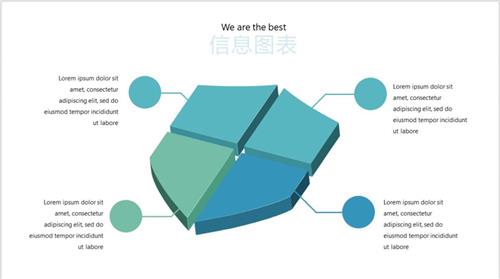 We are the best
信息图表
Lorem ipsum dolor sit
amet, consectetur
adipiscing elit, sed do
eiusmod tempor incididunt
ut labore
Lorem ipsum dolor sit
amet, consectetur
adipiscing elit, sed do
eiusmod tempor incididunt
ut labore
Lorem ipsum dolor sit
amet, consectetur
adipiscing elit, sed do
eiusmod tempor incididunt
ut labore
Lorem ipsum dolor sit
amet, consectetur
adipiscing elit, sed do
eiusmod tempor incididunt
ut labore